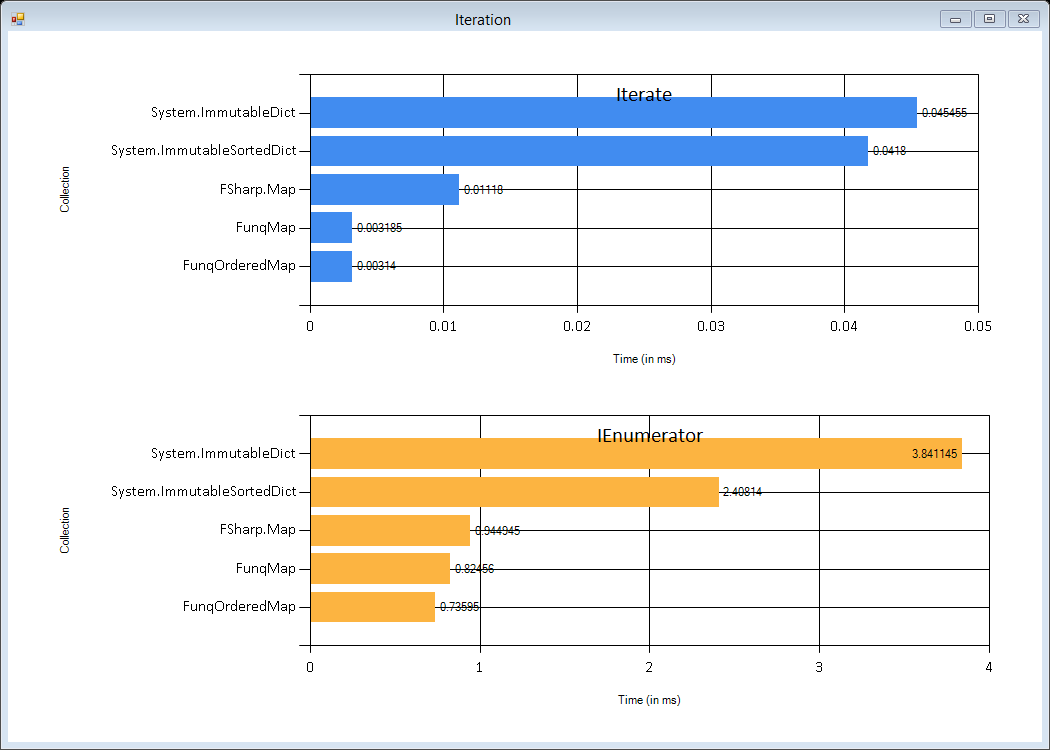 Iteration
Iterate
System.ImmutableDict 0.045455
System.ImmutableSortedDict 0.0418
FSharp.Map 0.01118
FunqMap 0.003185
FunqOrderedMap 0.00314
Collection
0 0.01 0.02 0.03 0.04 0.05
Time (in ms)
IEnumerator
System.ImmutableDict 3.841145
System.ImmutableSortedDict 2.40814
FSharp.Map 0.944945
FunqMap 0.82456
FunqOrderedMap 0.73595
Collection
0 1 2 3 4
Time (in ms)